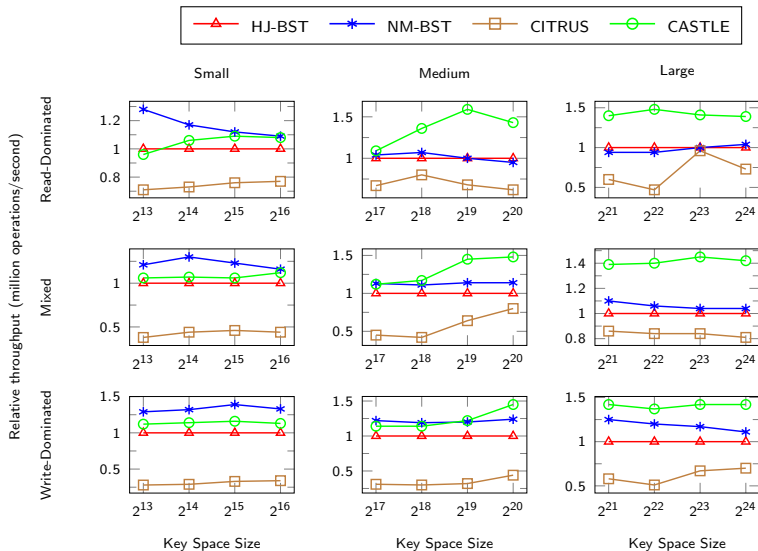 HJ-BST NM-BST CITRUS CASTLE
Small Medium Large
Relative throughput (million operations/second)
Read-Dominated
1.2
1
0.8
2^13 2^14 2^15 2^16
1.5
1
2^17 2^18 2^19 2^20
1.5
1
0.5
2^21 2^22 2^23 2^24
Mixed
1
0.5
2^13 2^14 2^15 2^16
1.5
1
0.5
2^17 2^18 2^19 2^20
1.4
1.2
1
0.8
2^21 2^22 2^23 2^24
Write-Dominated
1.5
1
0.5
2^13 2^14 2^15 2^16
1.5
1
0.5
2^17 2^18 2^19 2^20
1.5
1
0.5
2^21 2^22 2^23 2^24
Key Space Size Key Space Size Key Space Size